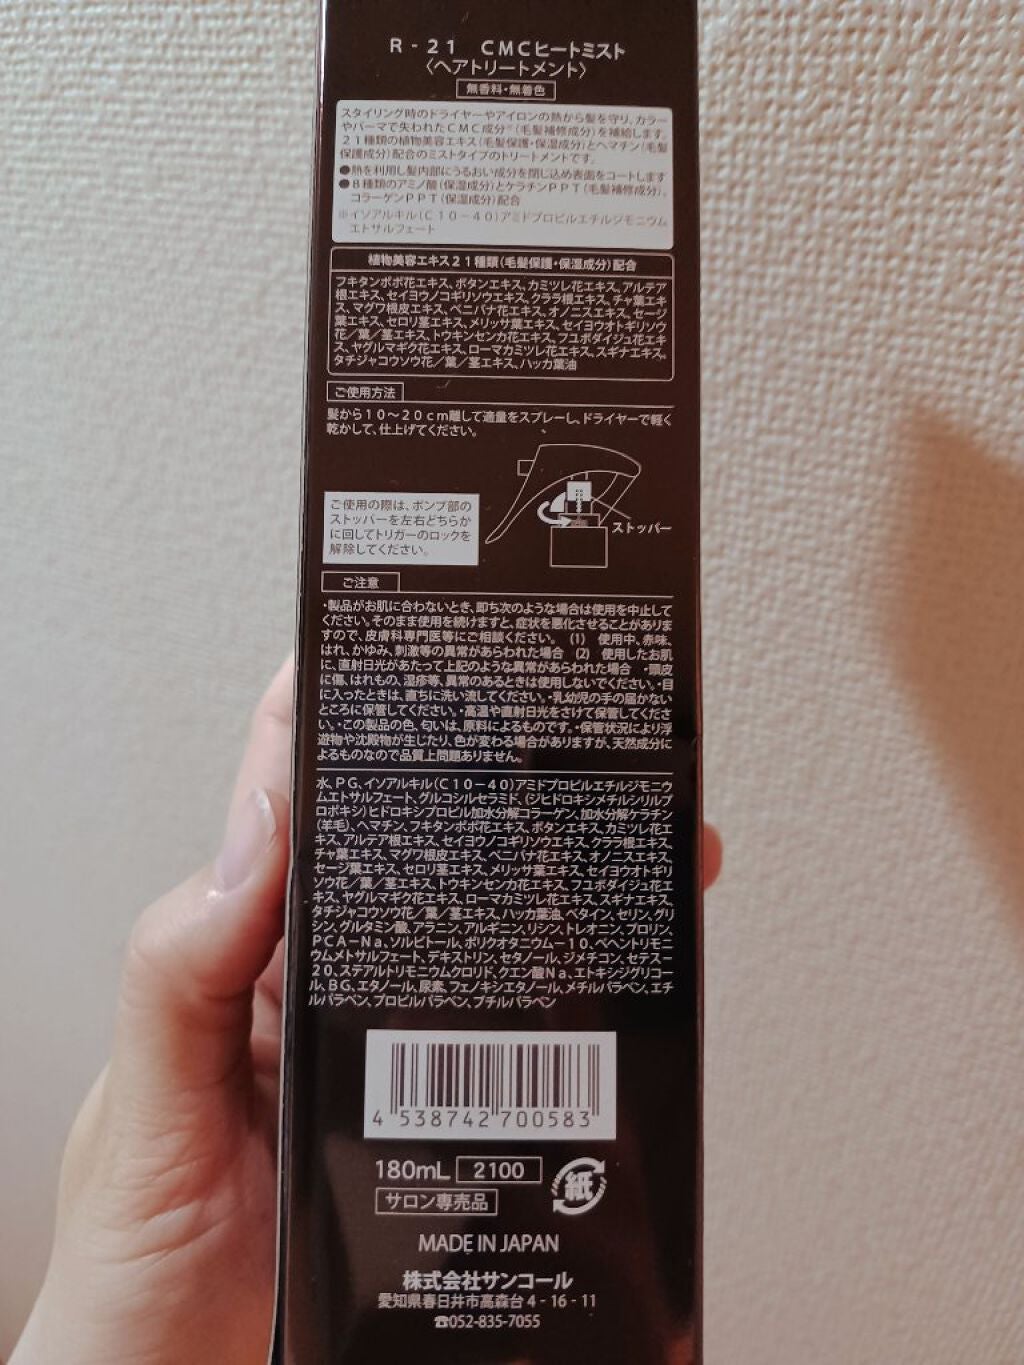 R-21 CMCヒートミスト
〈ヘアトリートメント〉
無香料・無着色
スタイリング時のドライヤーやアイロンの熱から髪を守り、カラー
やパーマで失われたCMC成分※(毛髪補修成分)を補給します。
21種類の植物美容エキス(毛髪保護・保湿成分)とヘマチン(毛髪
保護成分)配合のミストタイプのトリートメントです。
●熱を利用し髪内部にうるおい成分を閉じ込め表面をコートします
●8種類のアミノ酸(保湿成分)とケラチンPPT(毛髪補修成分)、
コラーゲンPPT(保湿成分)配合
※イソアルキル(C10-40)アミドプロピルエチルジモニウム
エトサルフェート
植物美容エキス21種類(毛髪保護・保湿成分)配合
フキタンポポ花エキス、ボタンエキス、カミツレ花エキス、アルテア
根エキス、セイヨウノコギリソウエキス、クララ根エキス、チャ葉エキ
ス、マグワ根皮エキス、ベニバナ花エキス、オノニスエキス、セージ
葉エキス、セロリ茎エキス、メリッサ葉エキス、セイヨウオトギリソウ
花/葉/茎エキス、トウキンセンカ花エキス、フユボダイジュ花エキ
ス、ヤグルマギク花エキス、ローマカミツレ花エキス、スギナエキス、
タチジャコウソウ花/葉/茎エキス、ハッカ葉油
ご使用方法
髪から10〜20cm離して適量をスプレーし、ドライヤーで軽く
乾かして、仕上げてください。
ご使用の際は、ポンプ部の
ストッパーを左右どちらか
に回してトリガーのロックを
解除してください。
ストッパー
ご注意
・製品がお肌に合わないとき、即ち次のような場合は使用を中止して
ください。そのまま使用を続けますと、症状を悪化させることがありま
すので、皮膚科専門医等にご相談ください。 (1) 使用中、赤味、
はれ、かゆみ、刺激等の異常があらわれた場合 (2) 使用したお肌
に、直射日光があたって上記のような異常があらわれた場合 ・頭皮
に傷、はれもの、湿疹等、異常のあるときは使用しないでください。・目
に入ったときは、直ちに洗い流してください。・乳幼児の手の届かない
ところに保管してください。・高温や直射日光をさけて保管してくださ
い。・この製品の色、匂いは、原料によるものです。・保管状況により浮
遊物や沈殿物が生じたり、色が変わる場合がありますが、天然成分に
よるものなので品質上問題ありません。
水、PG、イソアルキル(C10-40)アミドプロピルエチルジモニウ
ムエトサルフェート、グルコシルセラミド、(ジヒドロキシメチルシリルプ
ロポキシ)ヒドロキシプロピル加水分解コラーゲン、加水分解ケラチン
(羊毛)、ヘマチン、フキタンポポ花エキス、ボタンエキス、カミツレ花エ
キス、アルテア根エキス、セイヨウノコギリソウエキス、クララ根エキス、
チャ葉エキス、マグワ根皮エキス、ベニバナ花エキス、オノニスエキス、
セージ葉エキス、セロリ茎エキス、メリッサ葉エキス、セイヨウオトギリ
ソウ花/葉/茎エキス、トウキンセンカ花エキス、フユボダイジュ花エ
キス、ヤグルマギク花エキス、ローマカミツレ花エキス、スギナエキス、
タチジャコウソウ花/葉/茎エキス、ハッカ葉油、ベタイン、セリン、グリ
シン、グルタミン酸、アラニン、アルギニン、リシン、トレオニン、プロリン、
PCA-Na、ソルビトール、ポリクオタニウム-10、ベヘントリモニ
ウムメトサルフェート、デキストリン、セタノール、ジメチコン、セテス-
20、ステアルトリモニウムクロリド、クエン酸Na、エトキシジグリコー
ル、BG、エタノール、尿素、フェノキシエタノール、メチルパラベン、エチ
ルパラベン、プロピルパラベン、ブチルパラベン
4 538742 700583
180mL 2100
紙
サロン専売品
MADE IN JAPAN
株式会社サンコール
愛知県春日井市高森台4-16-11
☎052-835-7055